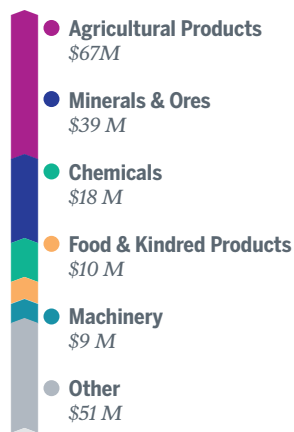 Agricultural Products
$67M
Minerals & Ores
$39 M
Chemicals
$18 M
Food & Kindred Products
$10 M
Machinery
$9 M
Other
$51 M